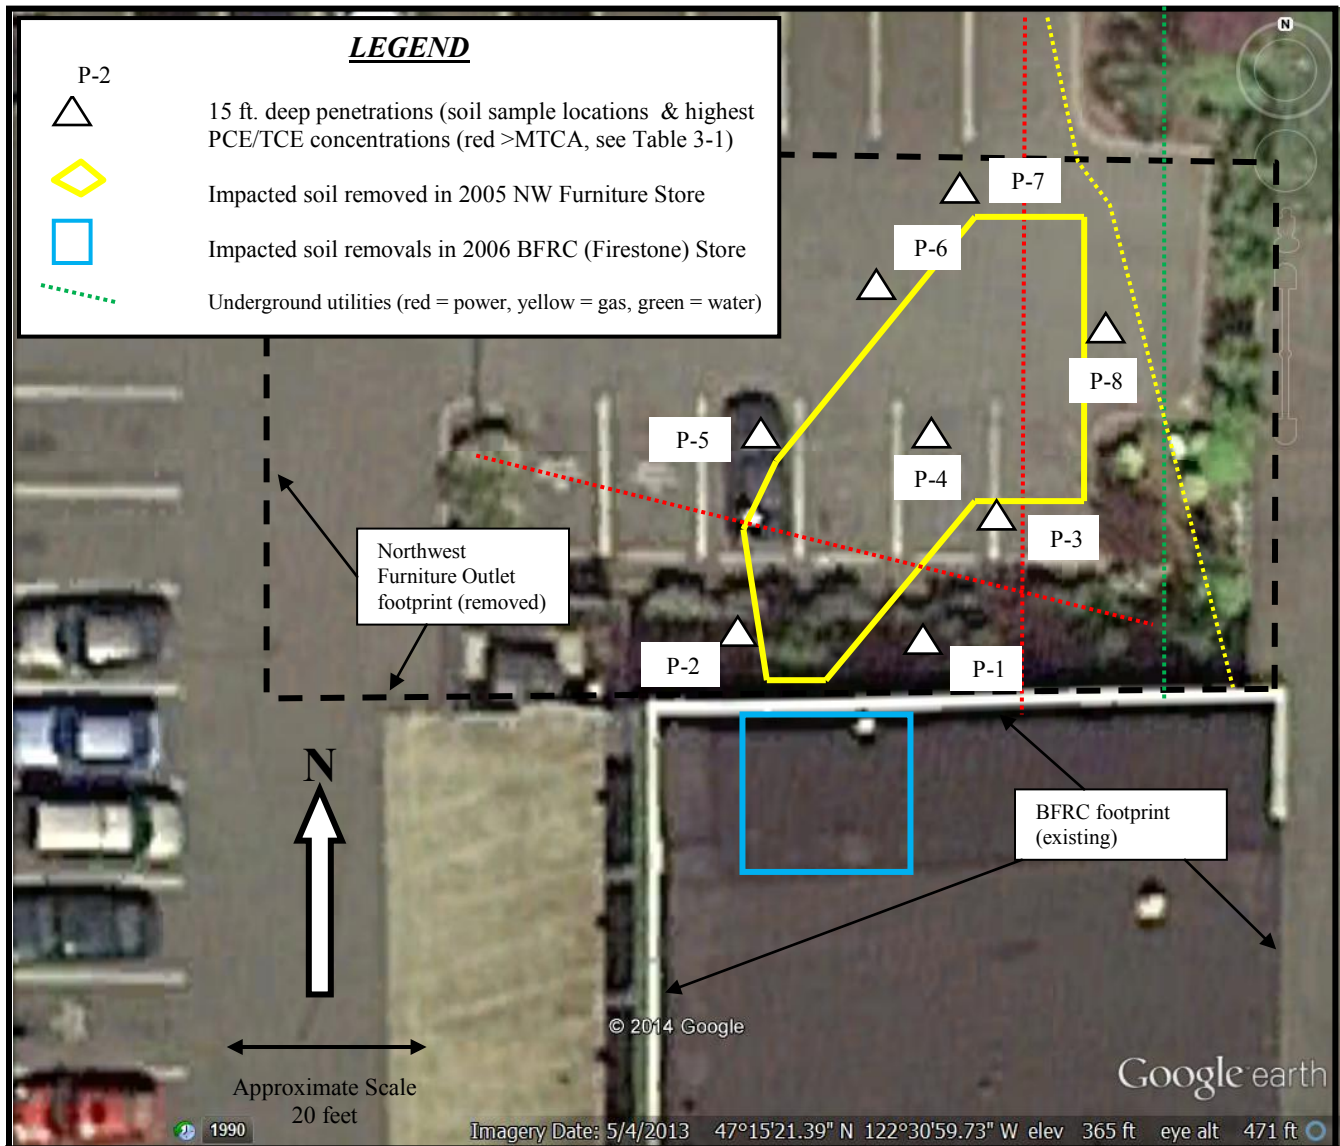 LEGEND
P-2
15 ft. deep penetrations (soil sample locations & highest
PCE/TCE concentrations (red >MTCA, see Table 3-1)
Impacted soil removed in 2005 NW Furniture Store
Impacted soil removals in 2006 BFRC (Firestone) Store
Underground utilities (red = power, yellow = gas, green = water)
N
P-7
P-6
P-8
P-5
P-4
P-3
Northwest
Furniture Outlet
footprint (removed)
P-2
P-1
N
BFRC footprint
(existing)
© 2014 Google
Approximate Scale
20 feet
Google earth
1990
Imagery Date: 5/4/2013 47°15'21.39" N 122°30'59.73" W elev 365 ft eye alt 471 ft